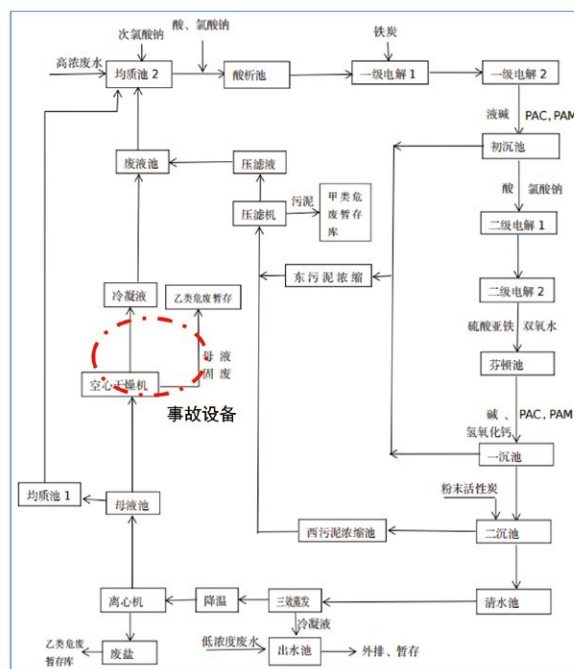 次氯酸钠
酸、氯酸钠
铁炭
高浓废水
均质池 2
酸析池
一级电解 1
一级电解 2
液碱 PAC, PAM
初沉池
废液池
压滤液
压滤机
污泥
甲类危
废暂存
库
酸 氯酸钠
二级电解 1
东污泥浓缩
二级电解 2
冷凝液
乙类危废暂存
硫酸亚铁 双氧水
芬顿池
母液
固废
空心干燥机
事故设备
碱、 PAC, PAM
氢氧化钙
一沉池
粉末活性炭
均质池 1
母液池
西污泥浓缩池
二沉池
离心机
降温
三效蒸发
清水池
冷凝液
乙类危废
暂存库
废盐
低浓度废水
出水池
外排、暂存